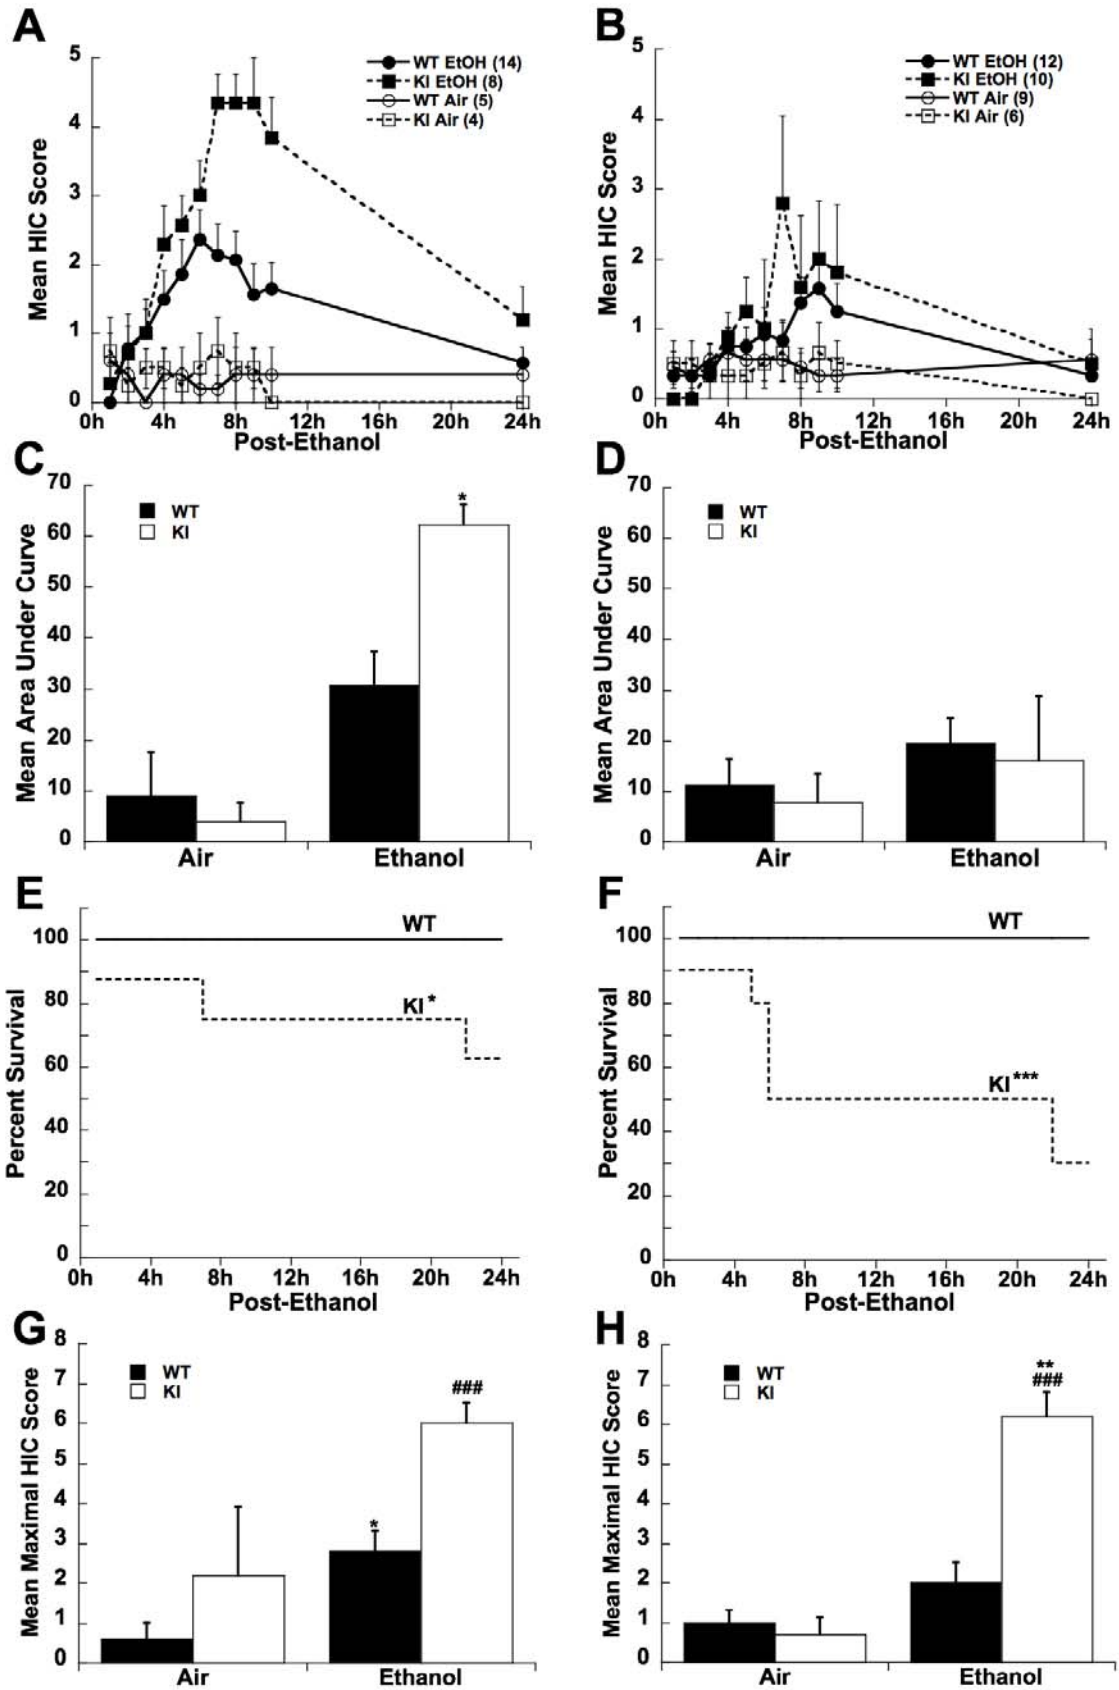 A
Mean HIC Score
5
4
3
2
1
0
WT EtOH (14)
KI EtOH (8)
WT Air (5)
KI Air (4)
0h 4h 8h 12h 16h 20h 24h
Post-Ethanol
B
Mean HIC Score
5
4
3
2
1
0
WT EtOH (12)
KI EtOH (10)
WT Air (9)
KI Air (6)
0h 4h 8h 12h 16h 20h 24h
Post-Ethanol
C
Mean Area Under Curve
70
60
50
40
30
20
10
0
WT
KI
*
Air Ethanol
D
Mean Area Under Curve
70
60
50
40
30
20
10
0
WT
KI
Air Ethanol
E
Percent Survival
100
80
60
40
20
0
WT
KI *
0h 4h 8h 12h 16h 20h 24h
Post-Ethanol
F
Percent Survival
100
80
60
40
20
0
WT
KI ***
0h 4h 8h 12h 16h 20h 24h
Post-Ethanol
G
Mean Maximal HIC Score
8
7
6
5
4
3
2
1
0
WT
KI
*
###
Air Ethanol
H
Mean Maximal HIC Score
8
7
6
5
4
3
2
1
0
WT
KI
**
###
Air Ethanol